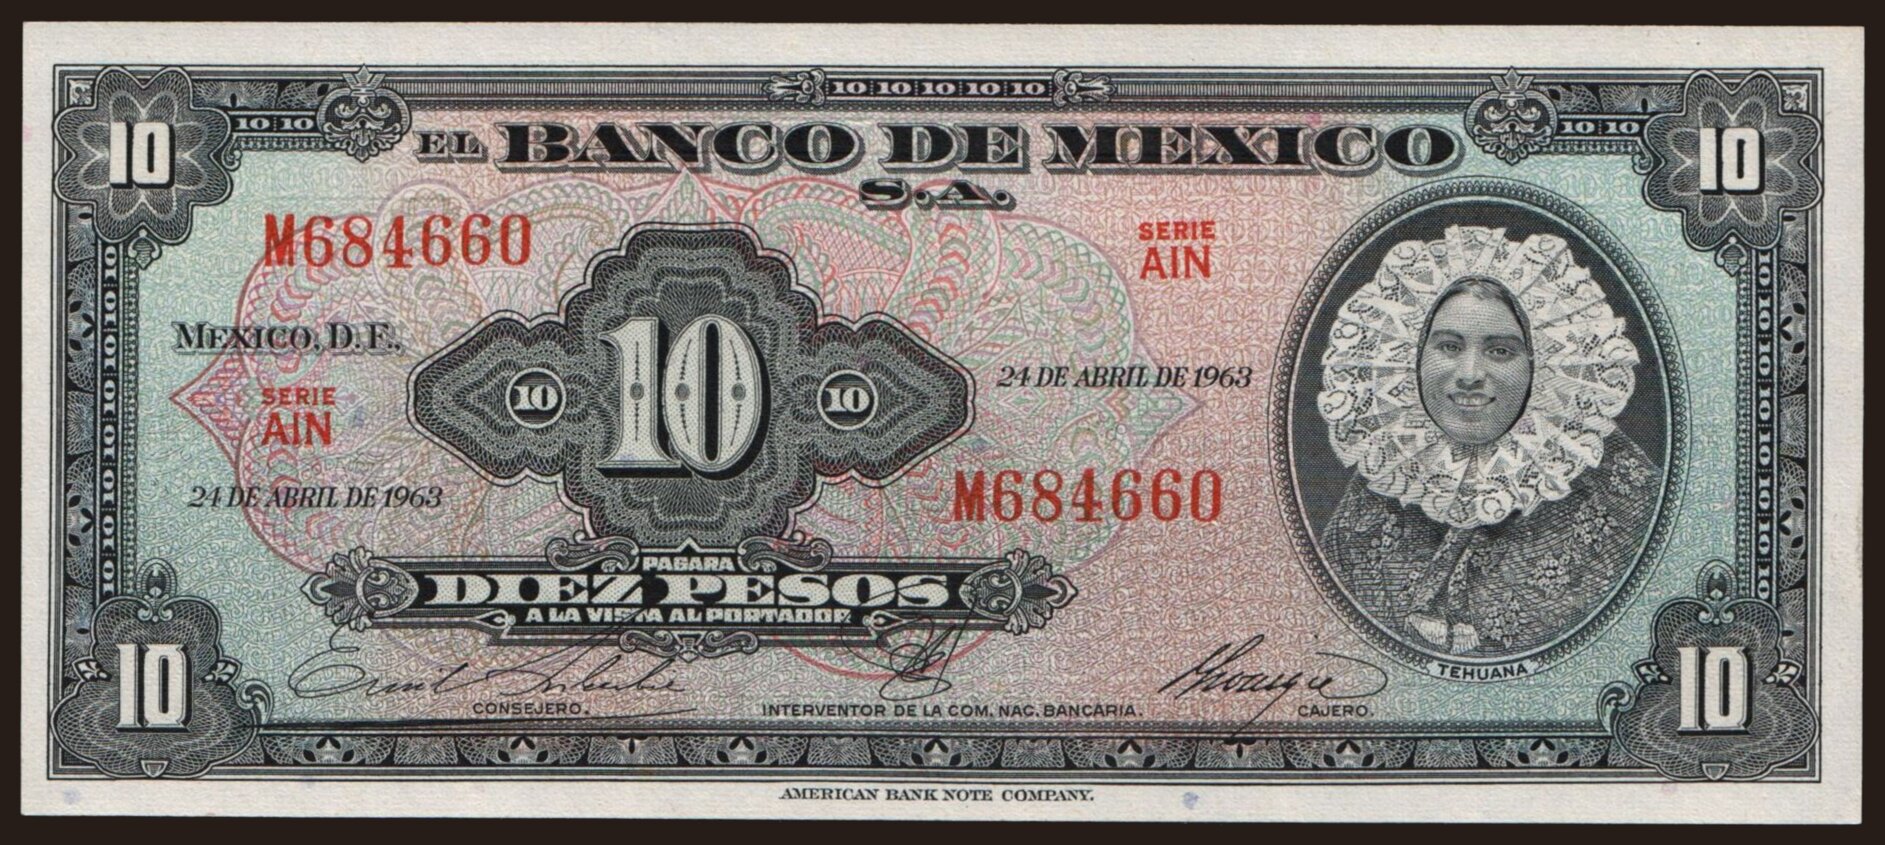 10 10 10 10 10
10 10 10 10 10 10
EL BANCO DE MEXICO
S.A.
M684660
SERIE
AIN
MEXICO, D. F.,
10 10 10
24 DE ABRIL DE 1963
SERIE
AIN
24 DE ABRIL DE 1963
M684660
PAGARA
DIEZ PESOS
A LA VISTA AL PORTADOR
TEHUANA
10 10
CONSEJERO. INTERVENTOR DE LA COM. NAC. BANCARIA. CAJERO.
AMERICAN BANK NOTE COMPANY.